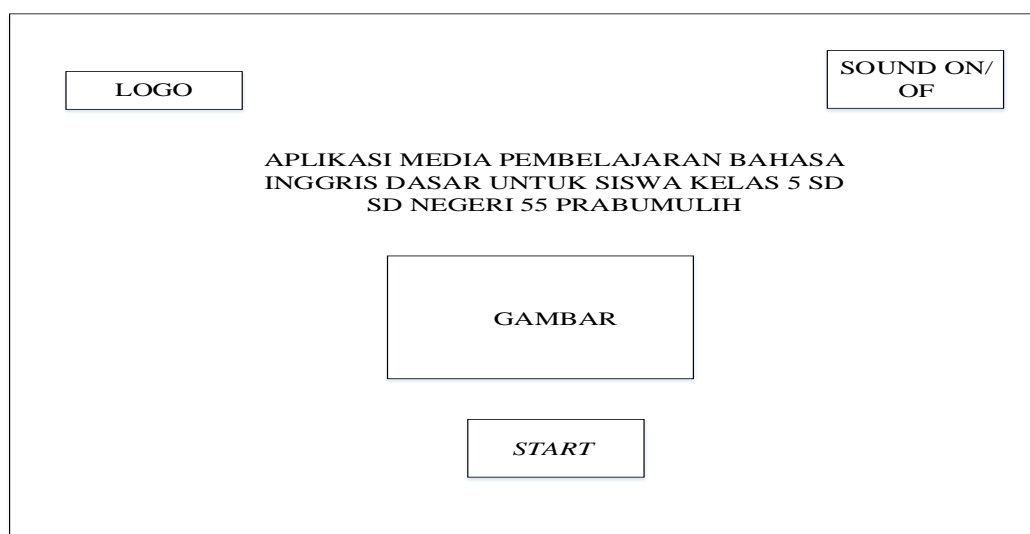 LOGO
SOUND ON/
OF
APLIKASI MEDIA PEMBELAJARAN BAHASA
INGGRIS DASAR UNTUK SISWA KELAS 5 SD
SD NEGERI 55 PRABUMULIH
GAMBAR
START